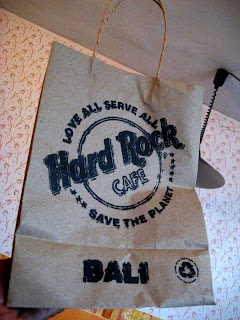 LOVE ALL SERVE ALL
Hard Rock
CAFE
SAVE THE PLANET
BALI